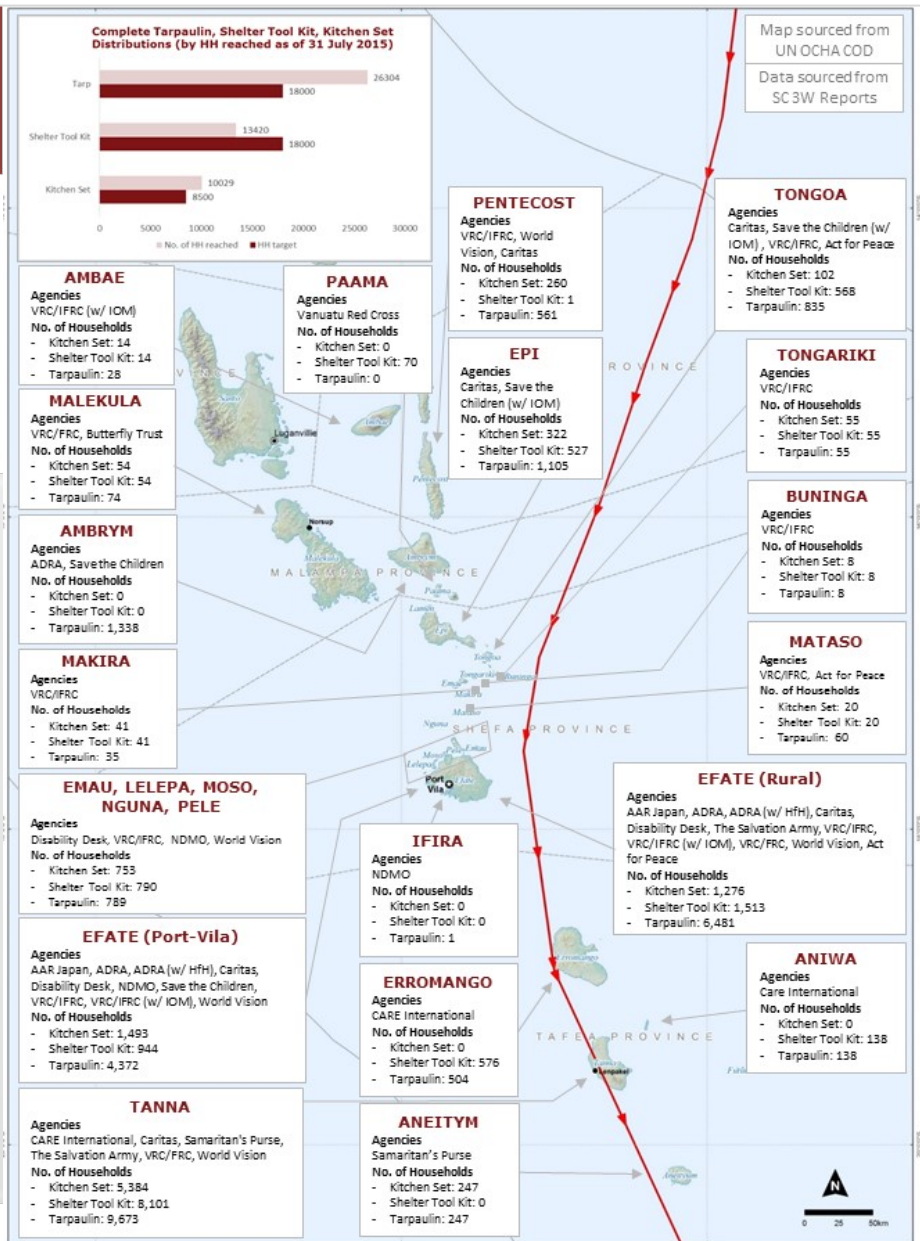 Complete Tarpaulin, Shelter Tool Kit, Kitchen Set
Distributions (by HH reached as of 31 July 2015)
Tarp
26304
18000
Shelter Tool Kit
13420
18000
Kitchen Set
10029
8500
0
5000
10000
15000
20000
25000
30000
No. of HH reached
HH target
Map sourced from
UN OCHA COD
Data sourced from
SC 3W Reports
PENTECOST
Agencies
VRC/IFRC, World
Vision, Caritas
No. of Households
- Kitchen Set: 260
- Shelter Tool Kit: 1
- Tarpaulin: 561
TONGOA
Agencies
Caritas, Save the Children (w/
IOM) , VRC/IFRC, Act for Peace
No. of Households
- Kitchen Set: 102
- Shelter Tool Kit: 568
- Tarpaulin: 835
AMBAE
Agencies
VRC/IFRC (w/ IOM)
No. of Households
- Kitchen Set: 14
- Shelter Tool Kit: 14
- Tarpaulin: 28
PAAMA
Agencies
Vanuatu Red Cross
No. of Households
- Kitchen Set: 0
- Shelter Tool Kit: 70
- Tarpaulin: 0
EPI
Agencies
Caritas, Save the
Children (w/ IOM)
No. of Households
- Kitchen Set: 322
- Shelter Tool Kit: 527
- Tarpaulin: 1,105
TONGARIKI
Agencies
VRC/IFRC
No. of Households
- Kitchen Set: 55
- Shelter Tool Kit: 55
- Tarpaulin: 55
MALEKULA
Agencies
VRC/FRC, Butterfly Trust
No. of Households
- Kitchen Set: 54
- Shelter Tool Kit: 54
- Tarpaulin: 74
BUNINGA
Agencies
VRC/IFRC
No. of Households
- Kitchen Set: 8
- Shelter Tool Kit: 8
- Tarpaulin: 8
AMBRYM
Agencies
ADRA, Save the Children
No. of Households
- Kitchen Set: 0
- Shelter Tool Kit: 0
- Tarpaulin: 1,338
MATASO
Agencies
VRC/IFRC, Act for Peace
No. of Households
- Kitchen Set: 20
- Shelter Tool Kit: 20
- Tarpaulin: 60
MAKIRA
Agencies
VRC/IFRC
No. of Households
- Kitchen Set: 41
- Shelter Tool Kit: 41
- Tarpaulin: 35
EMAU, LELEPA, MOSO,
NGUNA, PELE
Agencies
Disability Desk, VRC/IFRC, NDMO, World Vision
No. of Households
- Kitchen Set: 753
- Shelter Tool Kit: 790
- Tarpaulin: 789
IFIRA
Agencies
NDMO
No. of Households
- Kitchen Set: 0
- Shelter Tool Kit: 0
- Tarpaulin: 1
EFATE (Rural)
Agencies
AAR Japan, ADRA, ADRA (w/ HfH), Caritas,
Disability Desk, The Salvation Army, VRC/IFRC,
VRC/IFRC (w/ IOM), VRC/FRC, World Vision, Act
for Peace
No. of Households
- Kitchen Set: 1,276
- Shelter Tool Kit: 1,513
- Tarpaulin: 6,481
EFATE (Port-Vila)
Agencies
AAR Japan, ADRA, ADRA (w/ HfH), Caritas,
Disability Desk, NDMO, Save the Children,
VRC/IFRC, VRC/IFRC (w/ IOM), World Vision
No. of Households
- Kitchen Set: 1,493
- Shelter Tool Kit: 944
- Tarpaulin: 4,372
ERROMANGO
Agencies
CARE International
No. of Households
- Kitchen Set: 0
- Shelter Tool Kit: 576
- Tarpaulin: 504
ANIWA
Agencies
Care International
No. of Households
- Kitchen Set: 0
- Shelter Tool Kit: 138
- Tarpaulin: 138
TANNA
Agencies
CARE International, Caritas, Samaritan's Purse,
The Salvation Army, VRC/FRC, World Vision
No. of Households
- Kitchen Set: 5,384
- Shelter Tool Kit: 8,101
- Tarpaulin: 9,673
ANEITYM
Agencies
Samaritan's Purse
No. of Households
- Kitchen Set: 247
- Shelter Tool Kit: 0
- Tarpaulin: 247
PROVINCE
Santo
Luganville
Ambae
Pentecost
Norsup
Malekula
MALAMPA PROVINCE
Ambrym
Paama
Lamen
Epi
Tongoa
Tongariki
Buninga
Emae
Makira
Mataso
Nguna
SHEFA PROVINCE
Pele
Emau
Moso
Lelepa
Efate
Port
Vila
Erromango
TAFEA PROVINCE
Lenpakel
Aneityum
N
0
25
50km